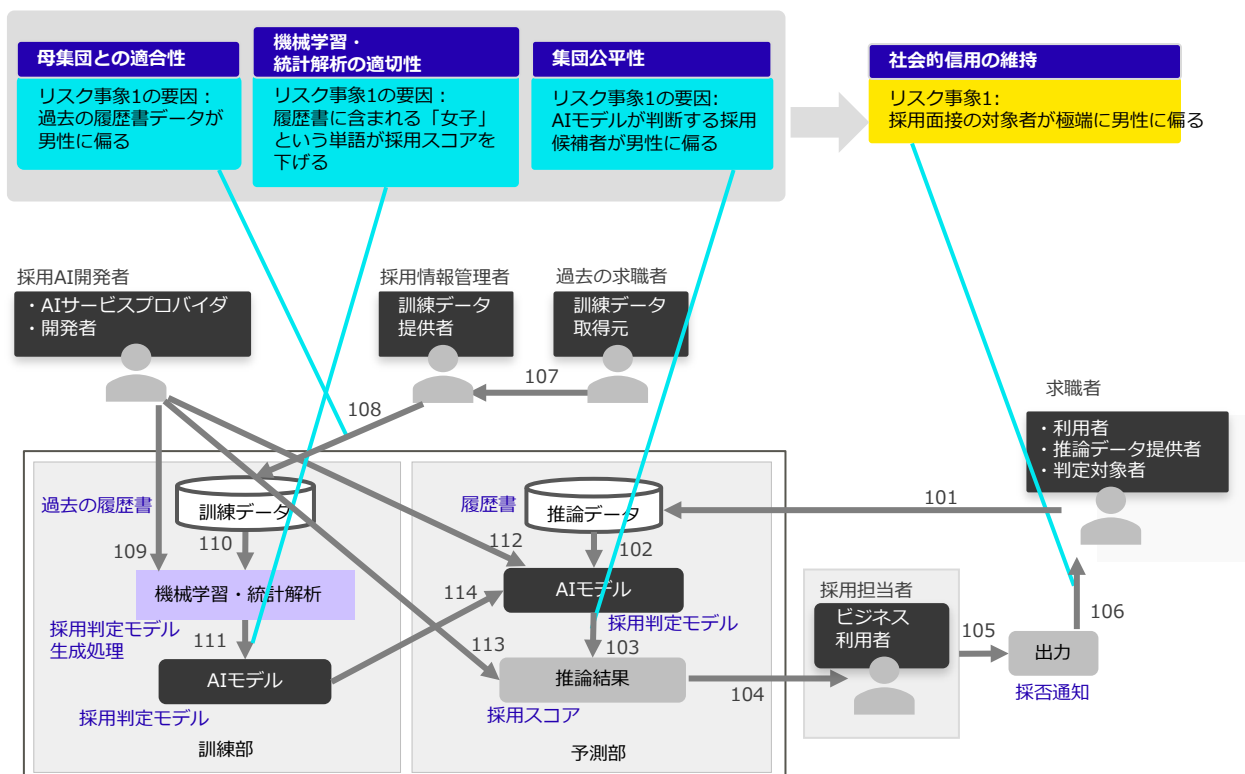 母集団との適合性
リスク事象1の要因：
過去の履歴書データが
男性に偏る
機械学習・
統計解析の適切性
リスク事象1の要因：
履歴書に含まれる「女子」
という単語が採用スコアを
下げる
集団公平性
リスク事象1の要因:
AIモデルが判断する採用
候補者が男性に偏る
社会的信用の維持
リスク事象1:
採用面接の対象者が極端に男性に偏る
採用AI開発者
・AIサービスプロバイダ
・開発者
採用情報管理者
訓練データ
提供者
過去の求職者
訓練データ
取得元
107
108
求職者
・利用者
・推論データ提供者
・判定対象者
過去の履歴書
訓練データ
履歴書
推論データ
101
109
110
112
102
機械学習・統計解析
114
AIモデル
採用判定モデル
生成処理
111
113
採用判定モデル
103
AIモデル
推論結果
104
採用判定モデル
採用スコア
訓練部
予測部
採用担当者
ビジネス
利用者
105
106
出力
採否通知